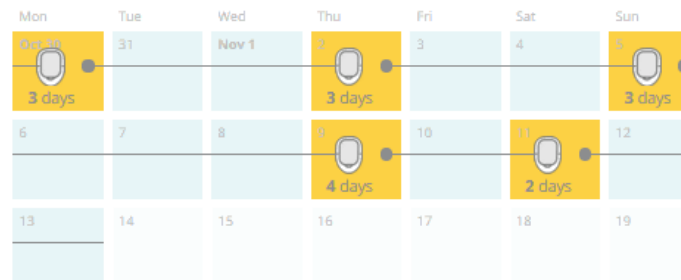 Mon Tue Wed Thu Fri Sat Sun
Oct 30 31 Nov 1 2 3 4 5
3 days 3 days 3 days
6 7 8 9 10 11 12
4 days 2 days
13 14 15 16 17 18 19